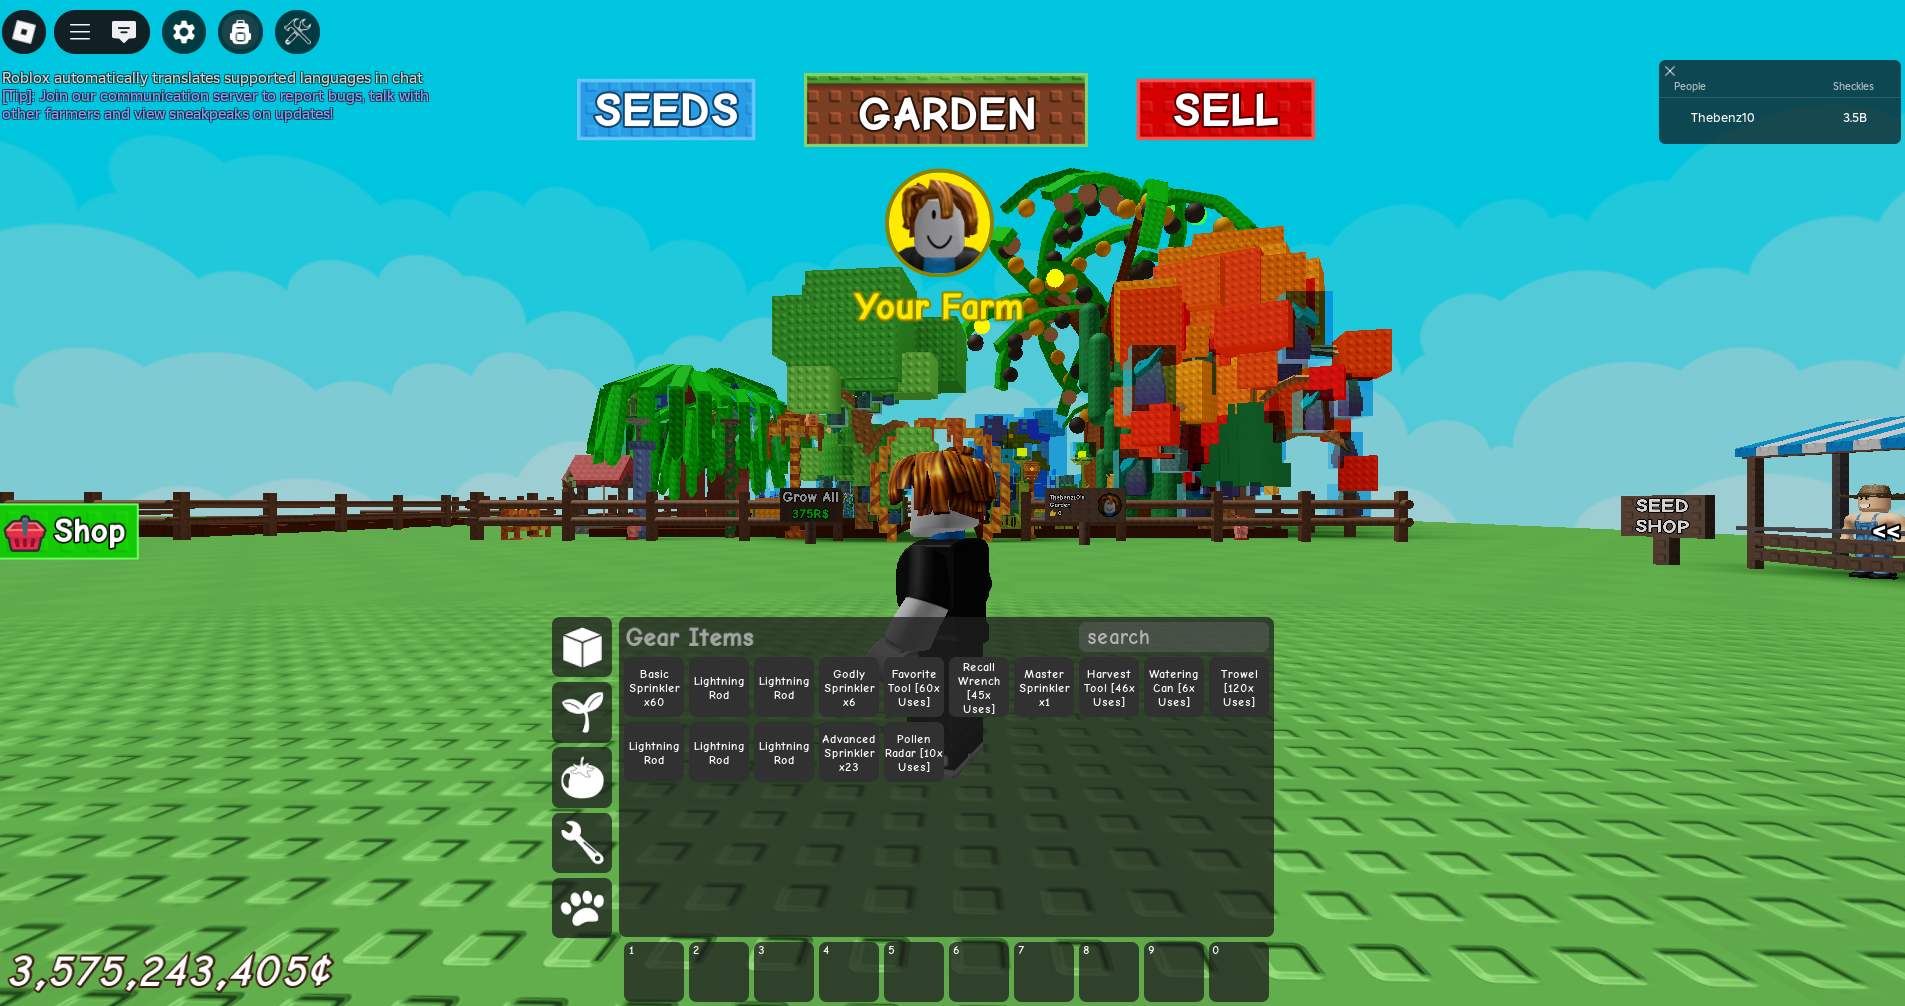 Roblox automatically translates supported languages in chat
[Tip]: Join our communication server to report bugs, talk with
other farmers and view sneakpeaks on updates!
SEEDS
GARDEN
SELL
People Sheckles
Thebenz10 3.5B
Your Farm
Grow All
375R$
Thebenz10's
Garden
SEED
SHOP
<<
Shop
Gear Items
search
Basic
Sprinkler
x60
Lightning
Rod
Lightning
Rod
Godly
Sprinkler
x6
Favorite
Tool [60x
Uses]
Recall
Wrench
[45x
Uses]
Master
Sprinkler
x1
Harvest
Tool [46x
Uses]
Watering
Can [6x
Uses]
Trowel
[120x
Uses]
Lightning
Rod
Lightning
Rod
Lightning
Rod
Advanced
Sprinkler
x23
Pollen
Radar [10x
Uses]
1 2 3 4 5 6 7 8 9 0
3,575,243,405¢